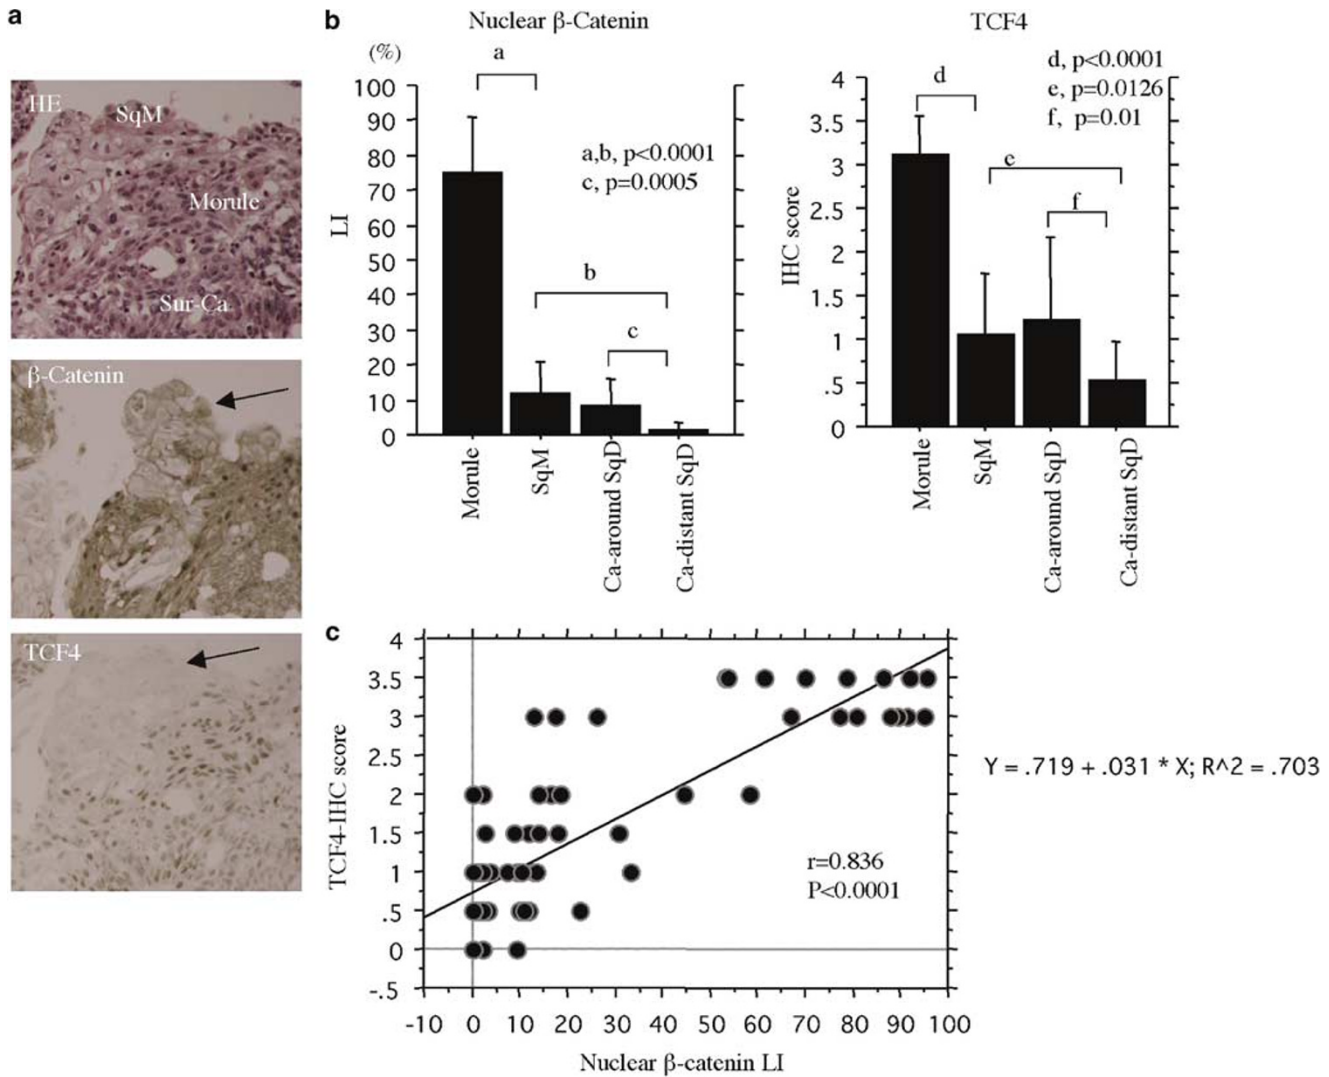 a
HE
SqM
Morule
Sur-Ca
β-Catenin
TCF4
b
Nuclear β-Catenin
(%)
LI
100
90
80
70
60
50
40
30
20
10
0
a
b
c
a,b, p<0.0001
c, p=0.0005
Morule
SqM
Ca-around SqD
Ca-distant SqD
TCF4
IHC score
4
3.5
3
2.5
2
1.5
1
.5
0
d
e
f
d, p<0.0001
e, p=0.0126
f, p=0.01
Morule
SqM
Ca-around SqD
Ca-distant SqD
c
TCF4-IHC score
4
3.5
3
2.5
2
1.5
1
.5
0
-.5
r=0.836
P<0.0001
-10 0 10 20 30 40 50 60 70 80 90 100
Nuclear β-catenin LI
Y = .719 + .031 * X; R^2 = .703